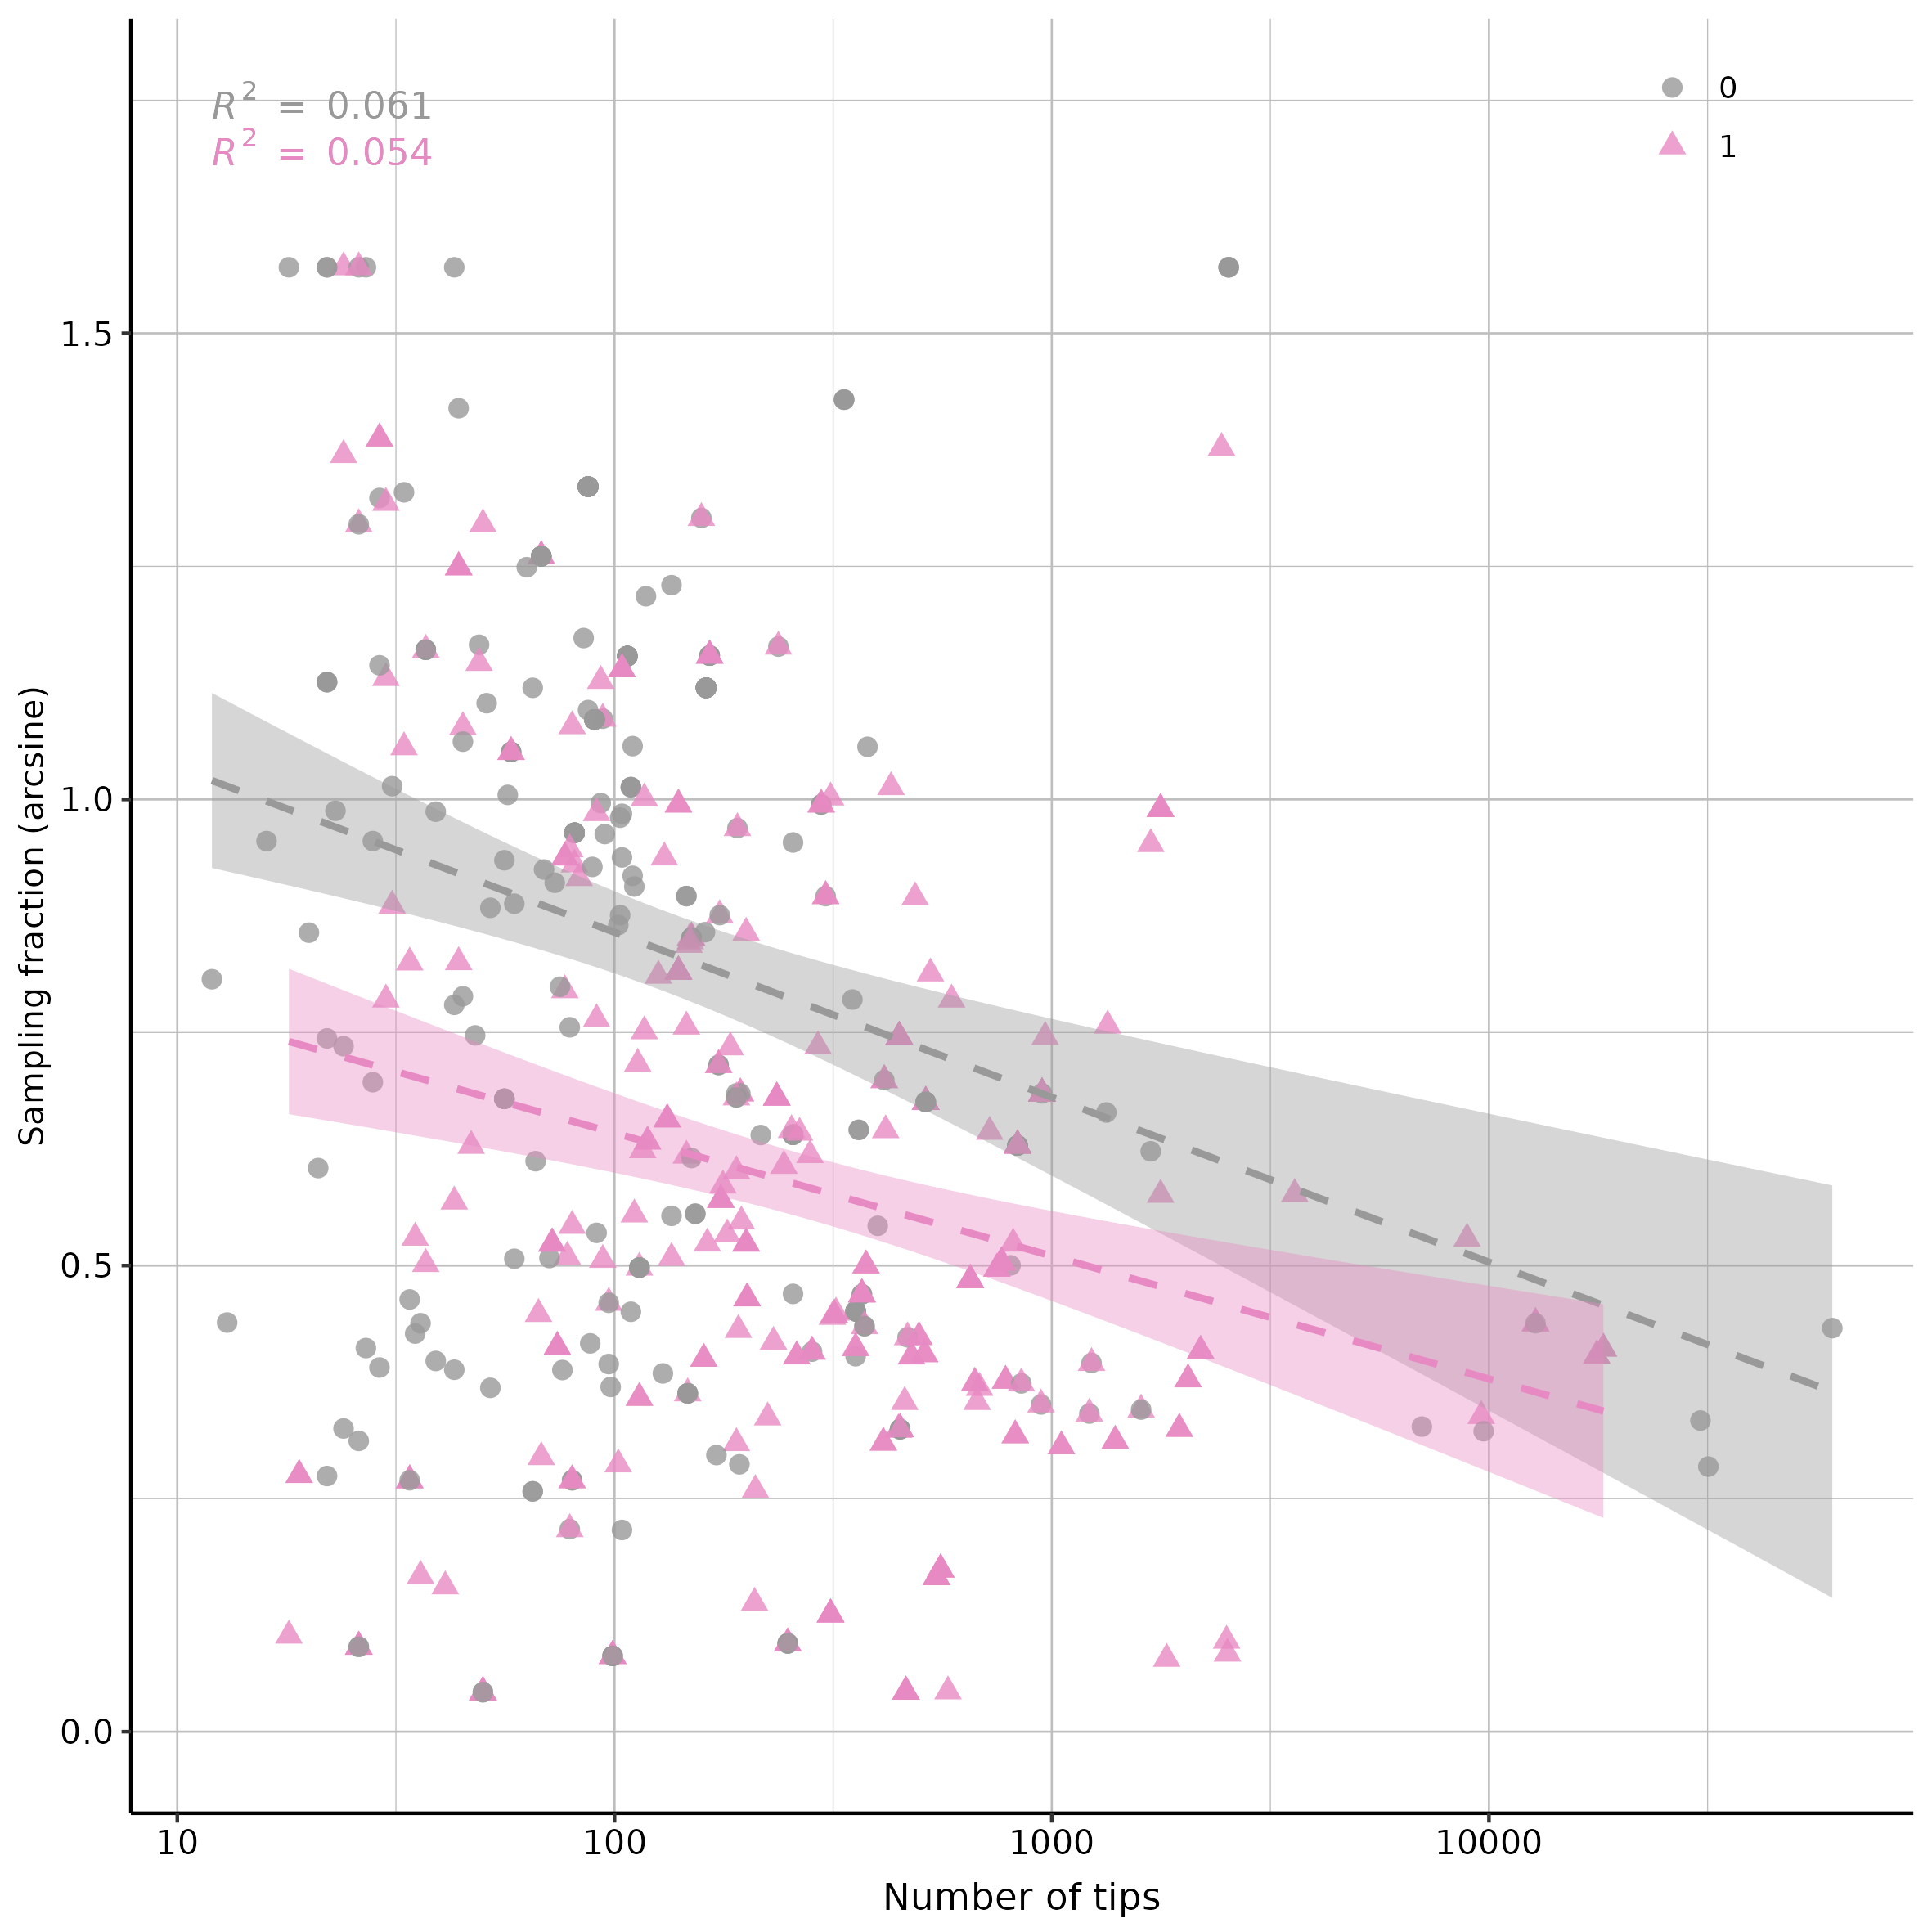 R² = 0.061
R² = 0.054
0
1
1.5
1.0
0.5
0.0
Sampling fraction (arcsine)
10 100 1000 10000
Number of tips